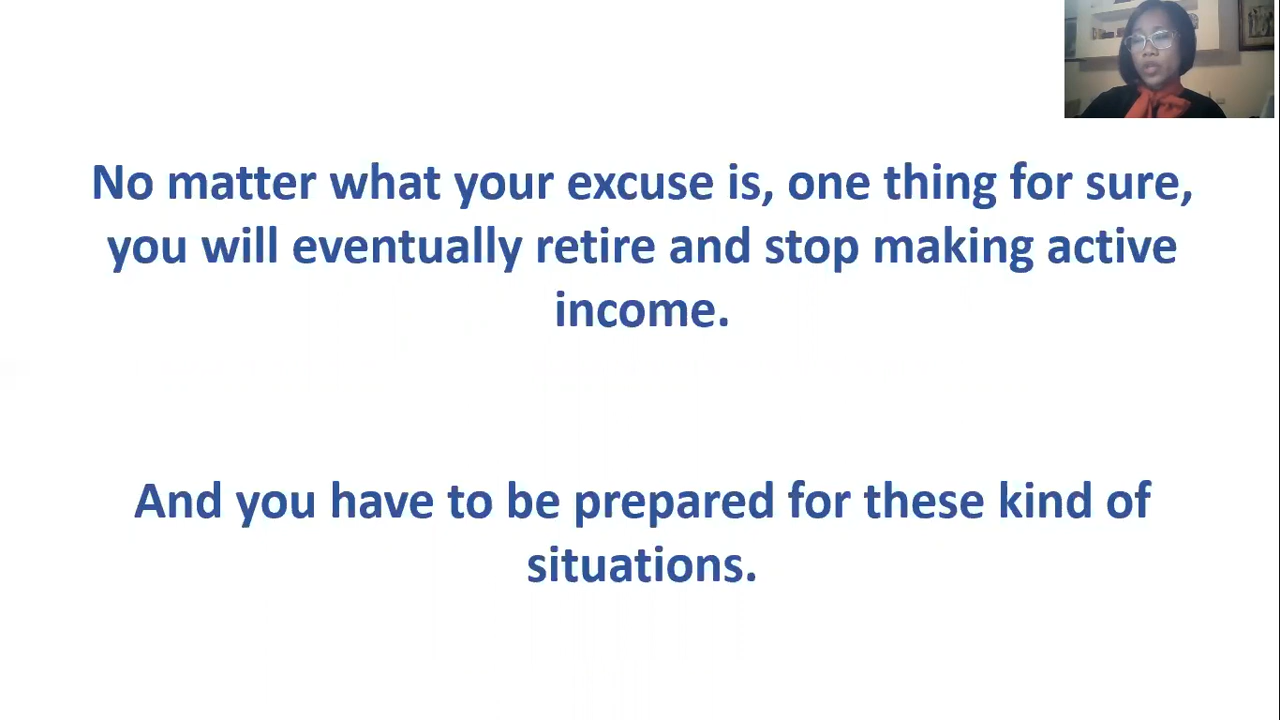 No matter what your excuse is, one thing for sure,
you will eventually retire and stop making active
income.
And you have to be prepared for these kind of
situations.